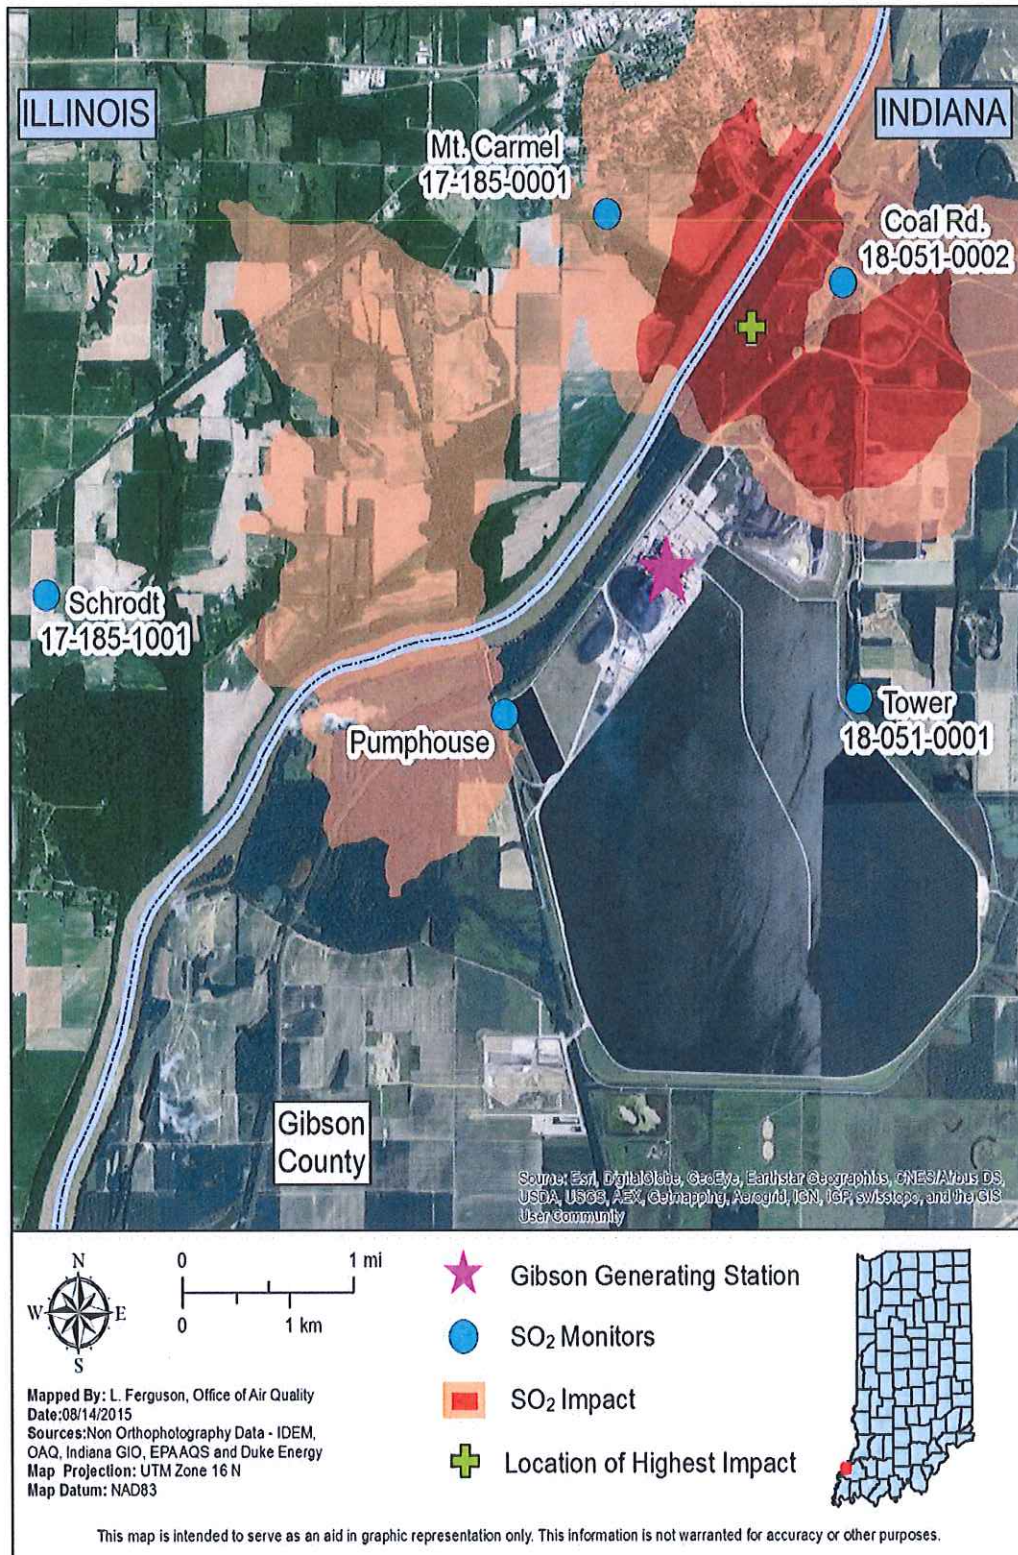 ILLINOIS
INDIANA
Mt. Carmel
17-185-0001
Coal Rd.
18-051-0002
Schrodt
17-185-1001
Pumphouse
Tower
18-051-0001
Gibson
County
Source: Esri, DigitalGlobe, GeoEye, Earthstar Geographics, CNES/Airbus DS,
USDA, USGS, AEX, Getmapping, Aerogrid, IGN, IGP, swisstopo, and the GIS
User Community
N
W
E
S
0
1 mi
0
1 km
Gibson Generating Station
SO₂ Monitors
SO₂ Impact
Location of Highest Impact
Mapped By: L. Ferguson, Office of Air Quality
Date:08/14/2015
Sources:Non Orthophotography Data - IDEM,
OAQ, Indiana GIO, EPAAQS and Duke Energy
Map Projection: UTM Zone 16 N
Map Datum: NAD83
This map is intended to serve as an aid in graphic representation only. This information is not warranted for accuracy or other purposes.